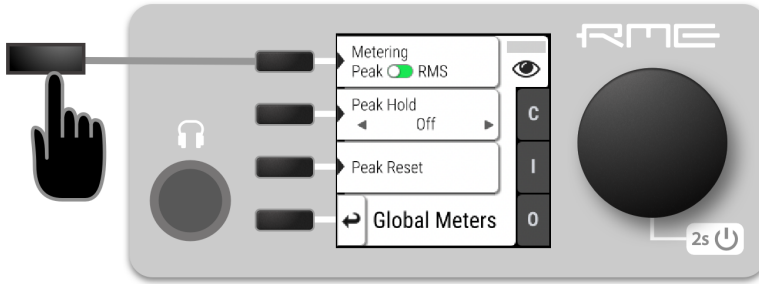 RME
Metering
Peak RMS
Peak Hold
Off
Peak Reset
Global Meters
C
I
O
2s